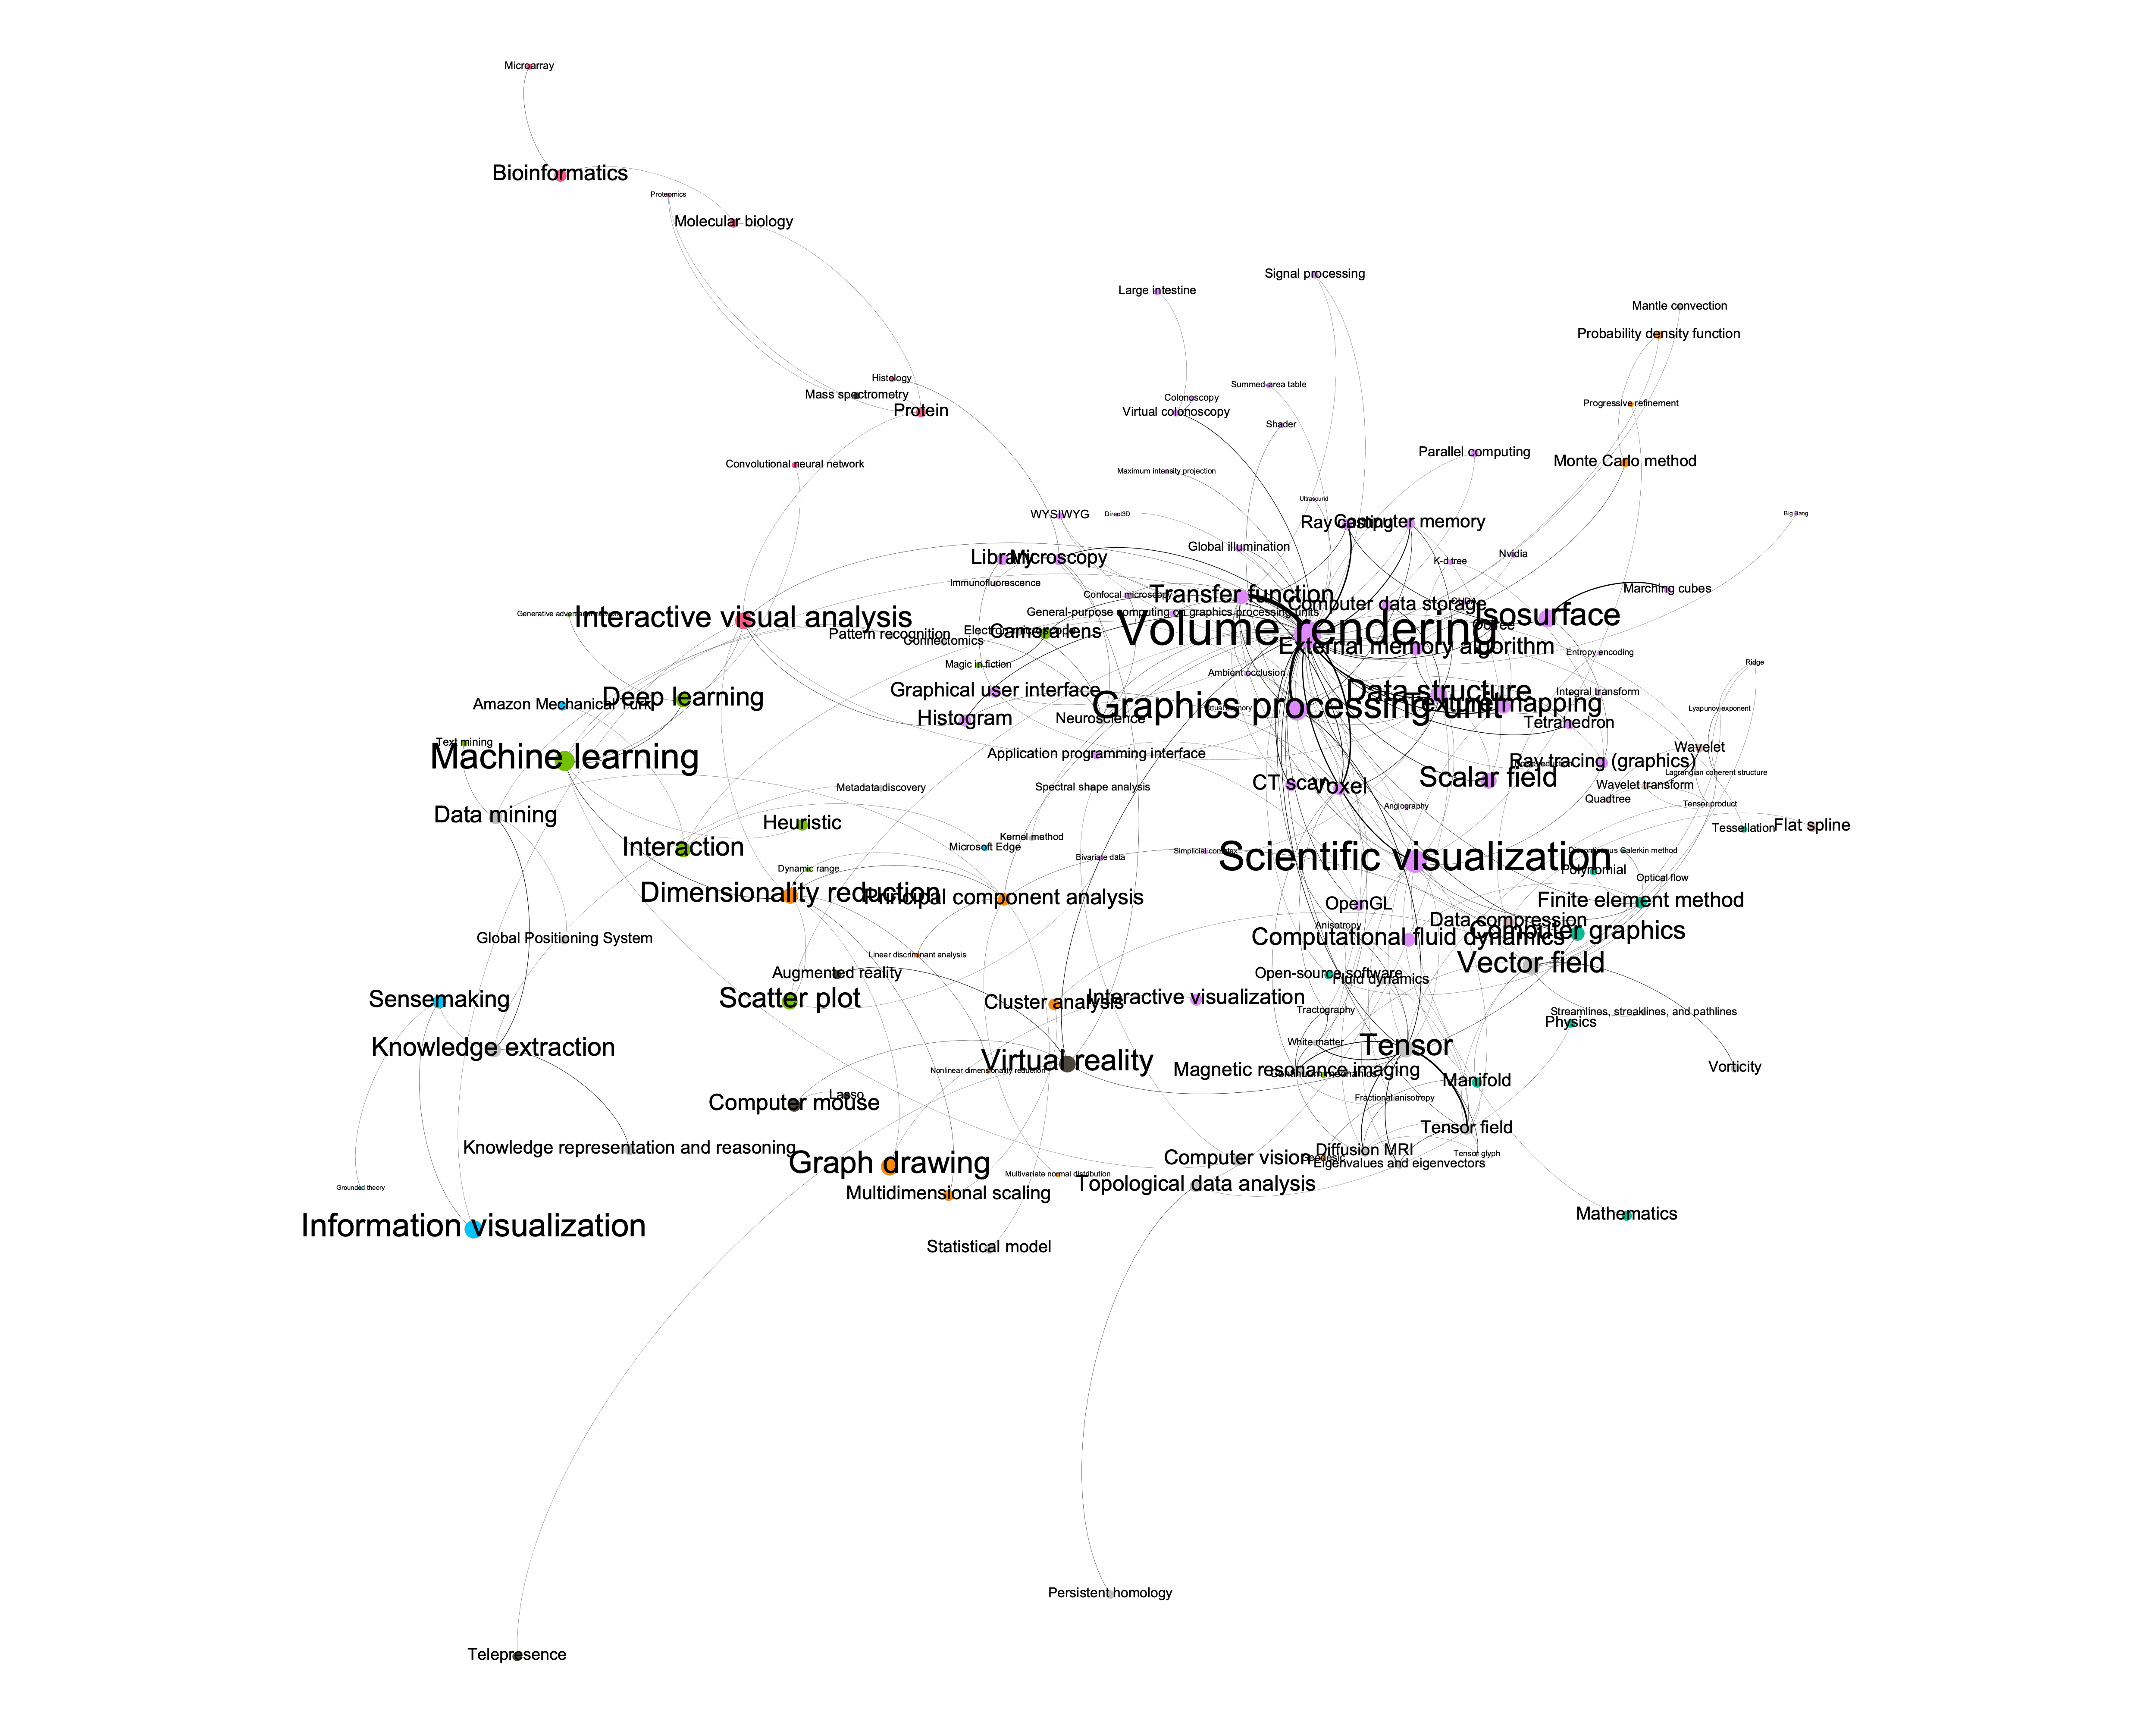 Microarray
Bioinformatics
Proteomics
Molecular biology
Signal processing
Large intestine
Mantle convection
Probability density function
Histology
Summed-area table
Mass spectrometry
Colonoscopy
Progressive refinement
Protein
Virtual colonoscopy
Shader
Parallel computing
Convolutional neural network
Monte Carlo method
Maximum intensity projection
Ultrasound
WYSIWYG
Direct3D
Big Bang
Ray casting
Computer memory
Global illumination
Library
Microscopy
Nvidia
K-d tree
Immunofluorescence
Marching cubes
Confocal microscopy
Transfer function
Computer data storage
CUDA
General-purpose computing on graphics processing units
Interactive visual analysis
Isosurface
Octree
Volume rendering
Pattern recognition
Camera lens
Connectomics
External memory algorithm
Entropy encoding
Magic in fiction
Ridge
Ambient occlusion
Graphical user interface
Data structure
Integral transform
Deep learning
Amazon Mechanical Turk
Texture mapping
Graphics processing unit
Lyapunov exponent
Histogram
Neuroscience
Tetrahedron
Text mining
Wavelet
Machine learning
Application programming interface
Ray tracing (graphics)
Lagrangian coherent structure
Scalar field
CT scan
Voxel
Wavelet transform
Metadata discovery
Spectral shape analysis
Quadtree
Tensor product
Angiography
Data mining
Heuristic
Tessellation
Flat spline
Kernel method
Interaction
Microsoft Edge
Simplicial complex
Discontinuous Galerkin method
Bivariate data
Scientific visualization
Dynamic range
Polynomial
Optical flow
Dimensionality reduction
Principal component analysis
Finite element method
OpenGL
Data compression
Anisotropy
Computer graphics
Computational fluid dynamics
Global Positioning System
Linear discriminant analysis
Vector field
Augmented reality
Open-source software
Fluid dynamics
Sensemaking
Scatter plot
Cluster analysis
Interactive visualization
Tractography
Streamlines, streaklines, and pathlines
Physics
White matter
Tensor
Knowledge extraction
Virtual reality
Nonlinear dimensionality reduction
Magnetic resonance imaging
Continuum mechanics
Vorticity
Manifold
Lasso
Computer mouse
Fractional anisotropy
Tensor field
Knowledge representation and reasoning
Diffusion MRI
Tensor glyph
Computer vision
Geodesic
Eigenvalues and eigenvectors
Graph drawing
Multivariate normal distribution
Topological data analysis
Grounded theory
Multidimensional scaling
Mathematics
Information visualization
Statistical model
Persistent homology
Telepresence